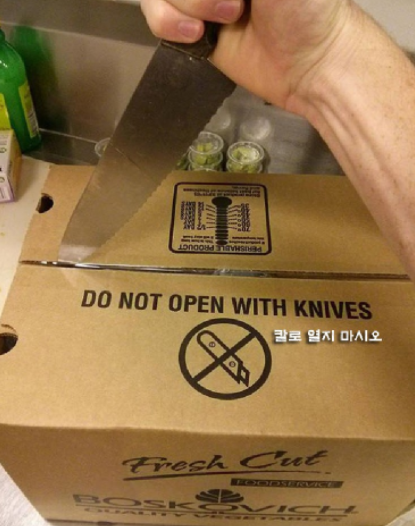 PERISHABLE PRODUCT
DO NOT OPEN WITH KNIVES
칼로 열지 마시오
Fresh Cut
FOODSERVICE
BOSKOVICH
QUALITY VEGETABLES